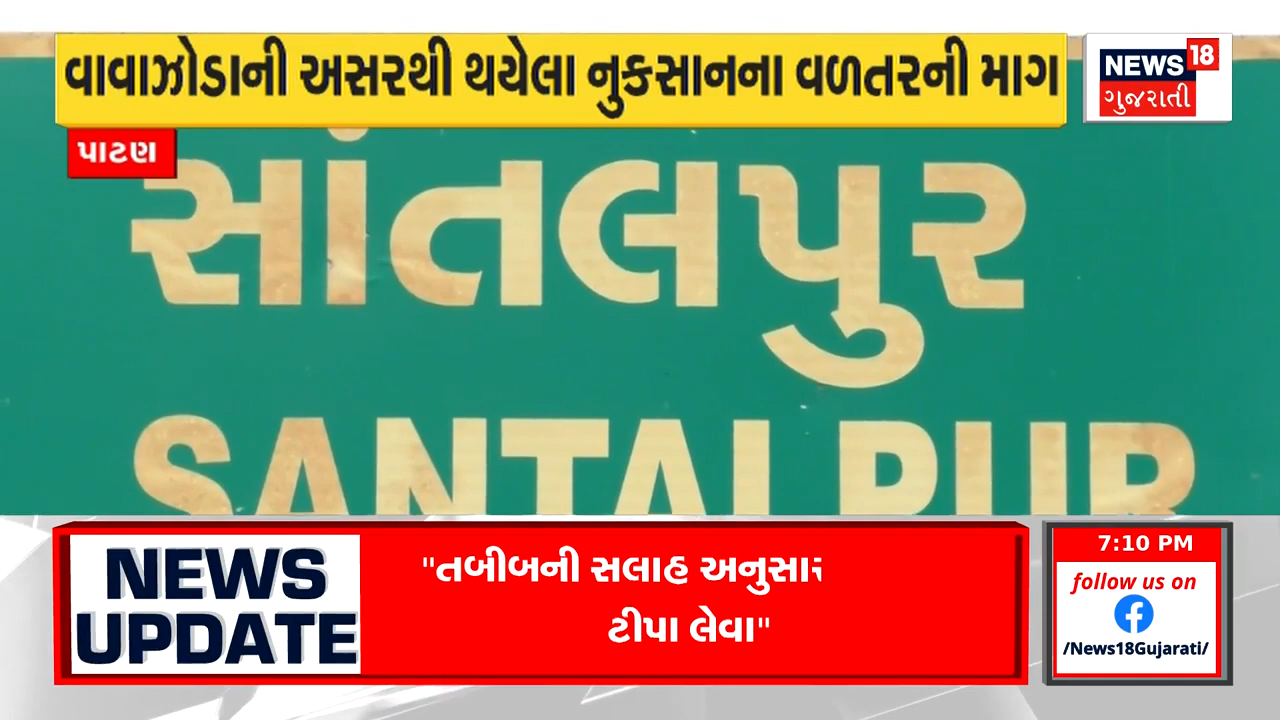 વાવાઝોડાની અસરથી થયેલા નુકસાનના વળતરની માગ
NEWS 18
ગુજરાતી
પાટણ
સાંતલપુર
SANTALPUR
NEWS
UPDATE
"તબીબની સલાહ અનુસાર
ટીપા લેવા"
7:10 PM
follow us on
/News18Gujarati/